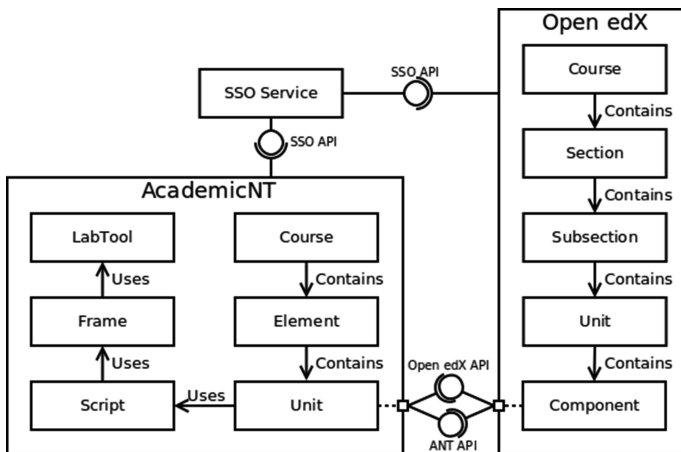 Open edX
SSO API
SSO Service
Course
Contains
SSO API
Section
Contains
AcademicNT
LabTool
Course
Subsection
Uses
Contains
Contains
Frame
Element
Unit
Uses
Contains
Open edX API
Contains
Script
Uses
Unit
Component
ANT API